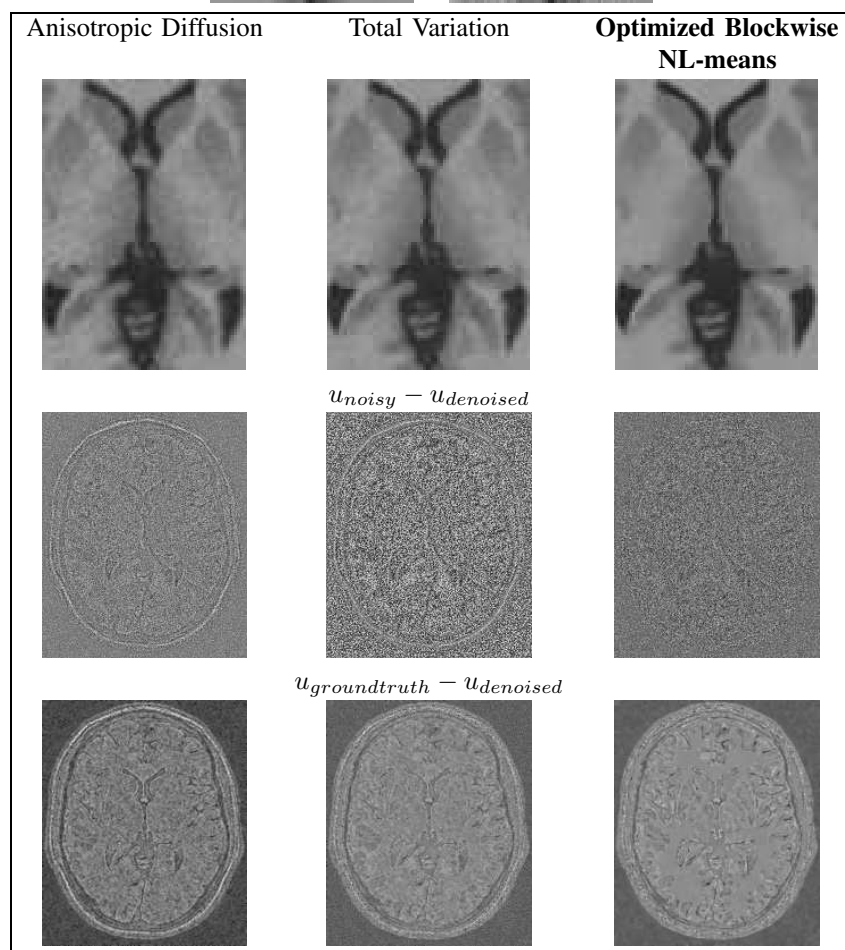 Anisotropic Diffusion Total Variation Optimized Blockwise
NL-means
u_{noisy} − u_{denoised}
u_{groundtruth} − u_{denoised}